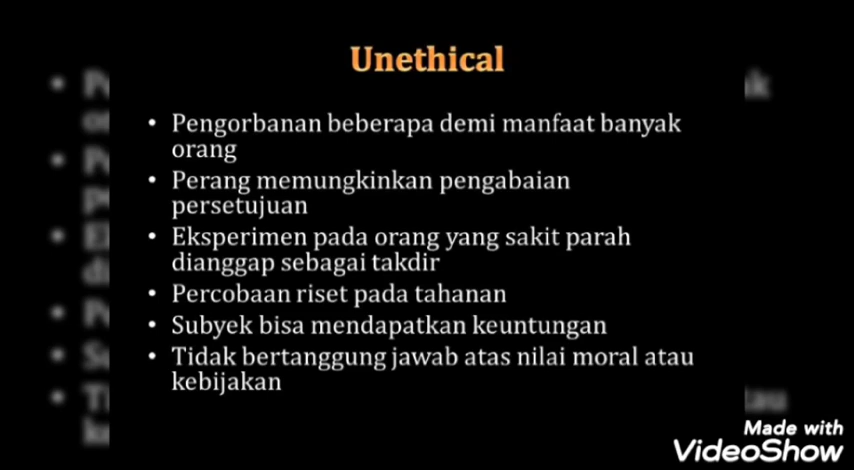 Unethical
• Pengorbanan beberapa demi manfaat banyak
orang
• Perang memungkinkan pengabaian
persetujuan
• Eksperimen pada orang yang sakit parah
dianggap sebagai takdir
• Percobaan riset pada tahanan
• Subyek bisa mendapatkan keuntungan
• Tidak bertanggung jawab atas nilai moral atau
kebijakan
Made with
VideoShow